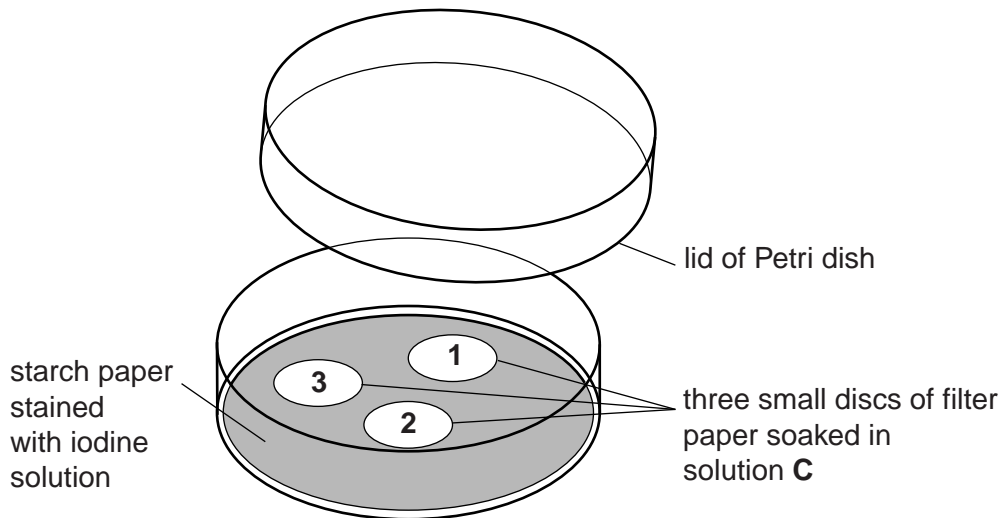 lid of Petri dish
1
3
2
starch paper
stained
with iodine
solution
three small discs of filter
paper soaked in
solution C